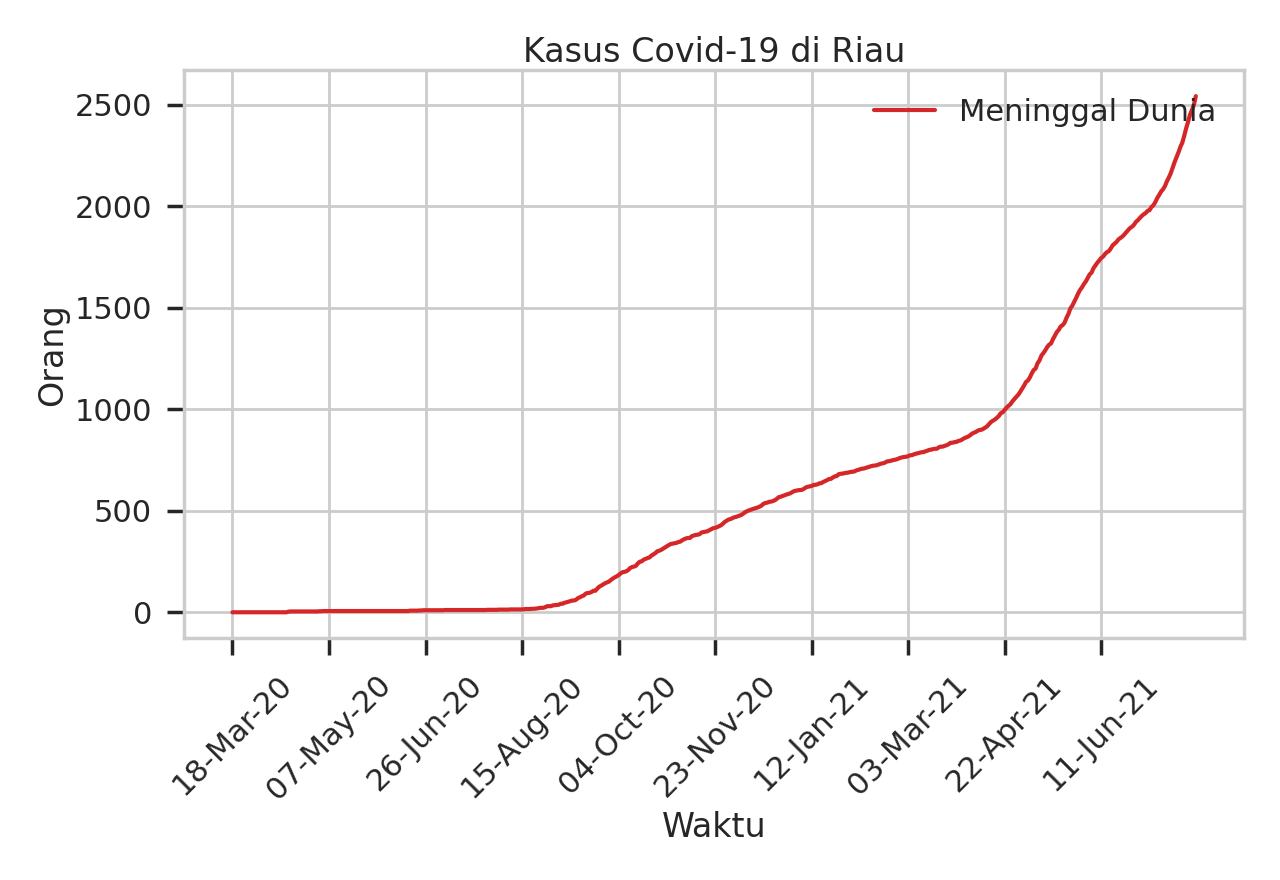 Kasus Covid-19 di Riau
Meninggal Dunia
Orang
2500
2000
1500
1000
500
0
18-Mar-20
07-May-20
26-Jun-20
15-Aug-20
04-Oct-20
23-Nov-20
12-Jan-21
03-Mar-21
22-Apr-21
11-Jun-21
Waktu